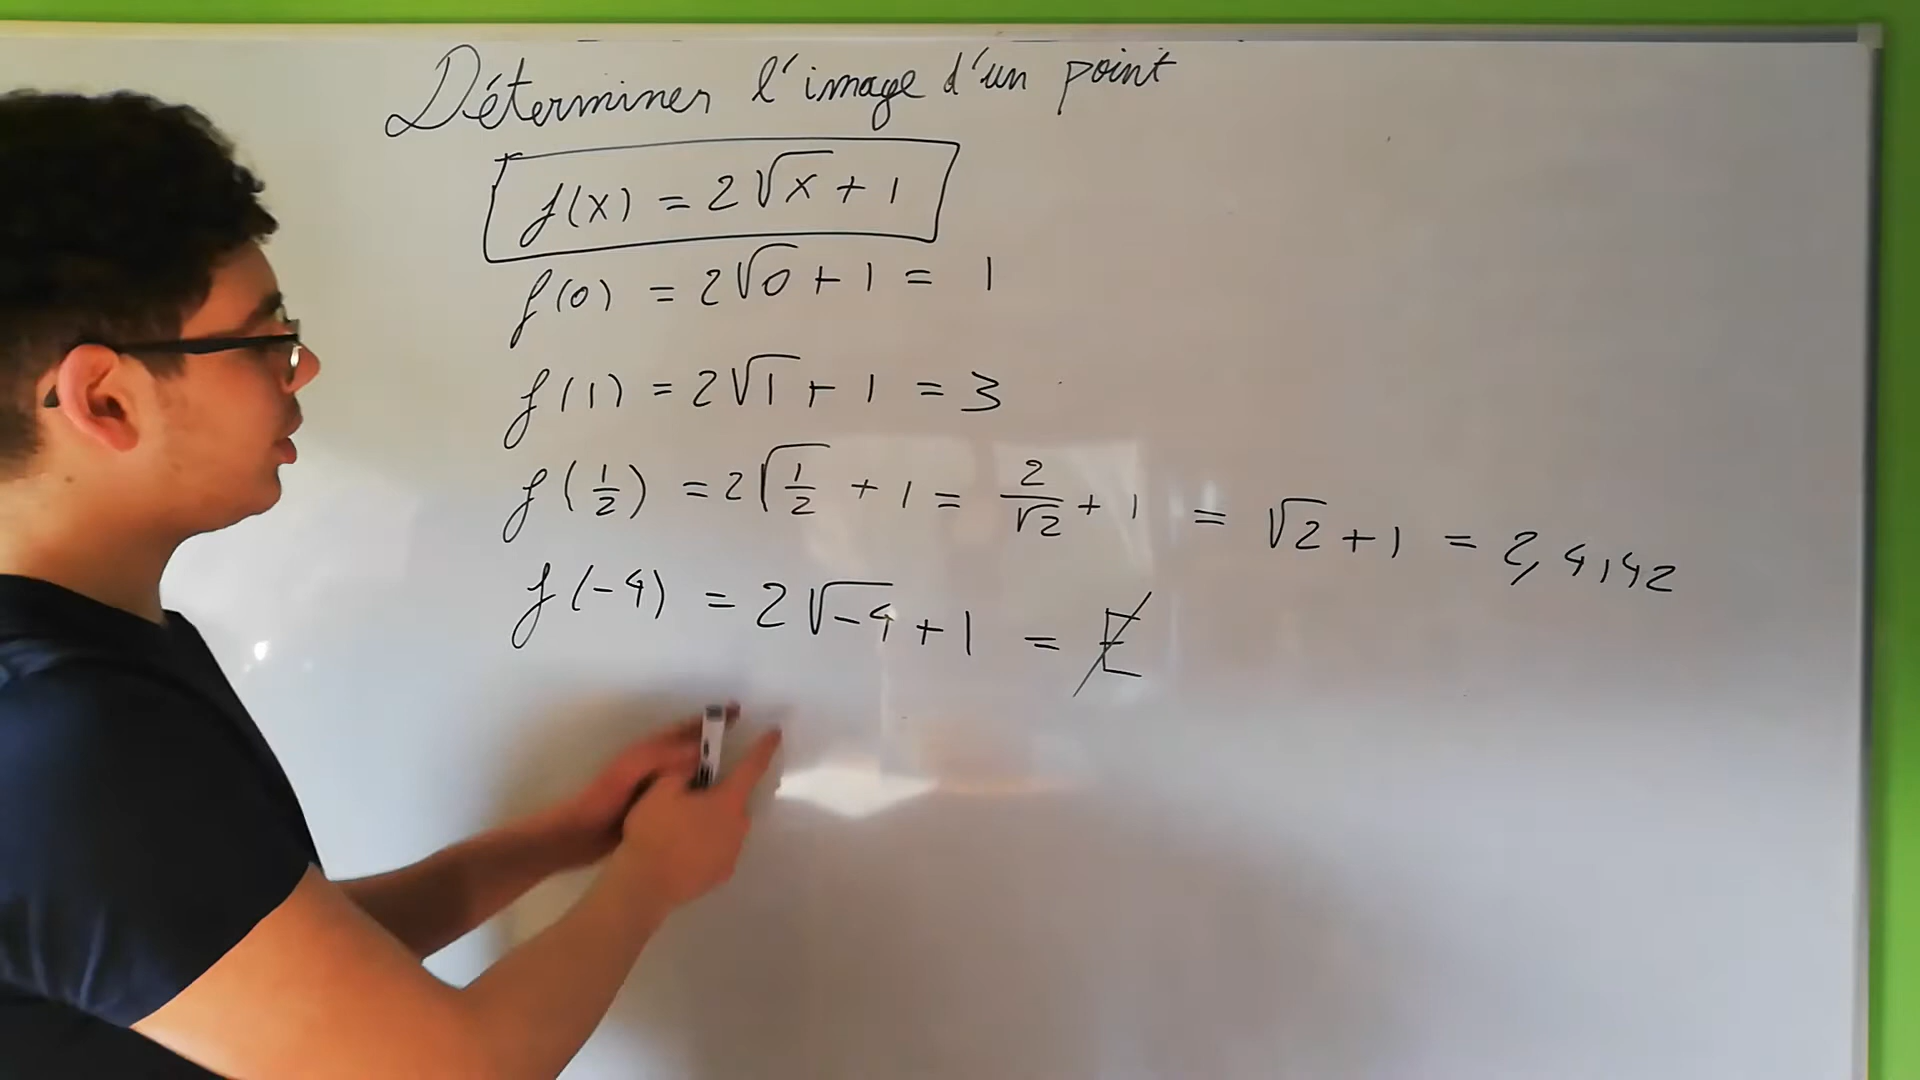 Déterminer l'image d'un point
f(x) = 2√x + 1
f(0) = 2√0 + 1 = 1
f(1) = 2√1 + 1 = 3
f(1/2) = 2√(1/2) + 1 = 2/√2 + 1 = √2 + 1 = 2,4142
f(-4) = 2√-4 + 1 = E̸